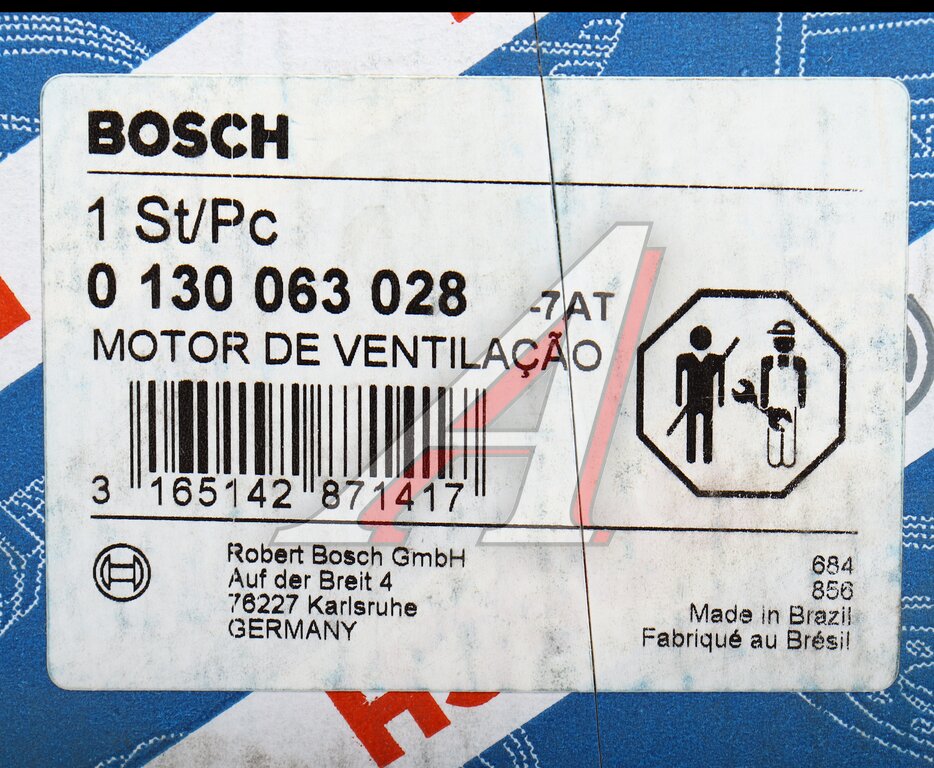 BOSCH
1 St/Pc
0 130 063 028 -7AT
MOTOR DE VENTILAÇÃO
3 165142 871417
Robert Bosch GmbH
Auf der Breit 4
76227 Karlsruhe
GERMANY
684
856
Made in Brazil
Fabriqué au Brésil